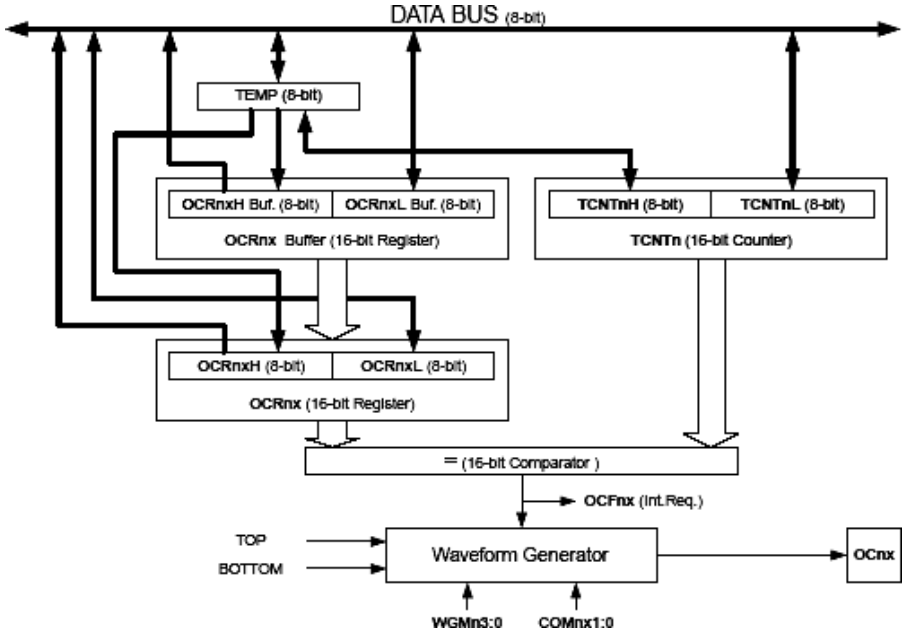 DATA BUS (8-bit)
TEMP (8-bit)
OCRnxH Buf. (8-bit) OCRnxL Buf. (8-bit)
OCRnx Buffer (16-bit Register)
TCNTnH (8-bit) TCNTnL (8-bit)
TCNTn (16-bit Counter)
OCRnxH (8-bit) OCRnxL (8-bit)
OCRnx (16-bit Register)
= (16-bit Comparator )
OCFnx (Int.Req.)
TOP
BOTTOM
Waveform Generator
OCnx
WGMn3:0 COMnx1:0